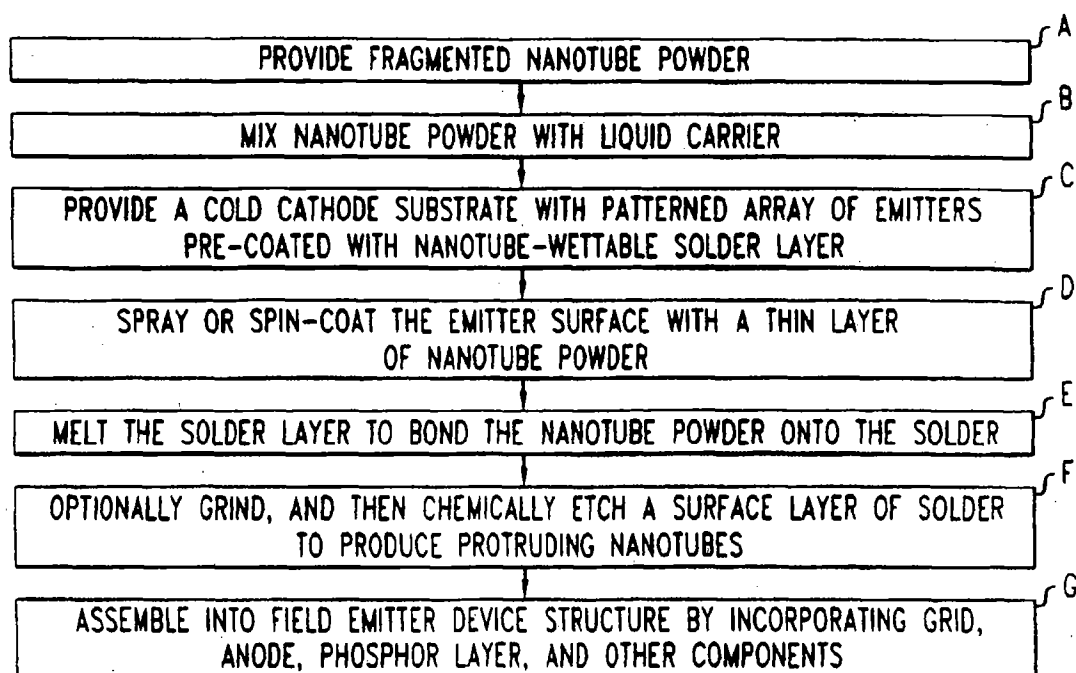 A
PROVIDE FRAGMENTED NANOTUBE POWDER
B
MIX NANOTUBE POWDER WITH LIQUID CARRIER
C
PROVIDE A COLD CATHODE SUBSTRATE WITH PATTERNED ARRAY OF EMITTERS
PRE-COATED WITH NANOTUBE-WETTABLE SOLDER LAYER
D
SPRAY OR SPIN-COAT THE EMITTER SURFACE WITH A THIN LAYER
OF NANOTUBE POWDER
E
MELT THE SOLDER LAYER TO BOND THE NANOTUBE POWDER ONTO THE SOLDER
F
OPTIONALLY GRIND, AND THEN CHEMICALLY ETCH A SURFACE LAYER OF SOLDER
TO PRODUCE PROTRUDING NANOTUBES
G
ASSEMBLE INTO FIELD EMITTER DEVICE STRUCTURE BY INCORPORATING GRID,
ANODE, PHOSPHOR LAYER, AND OTHER COMPONENTS